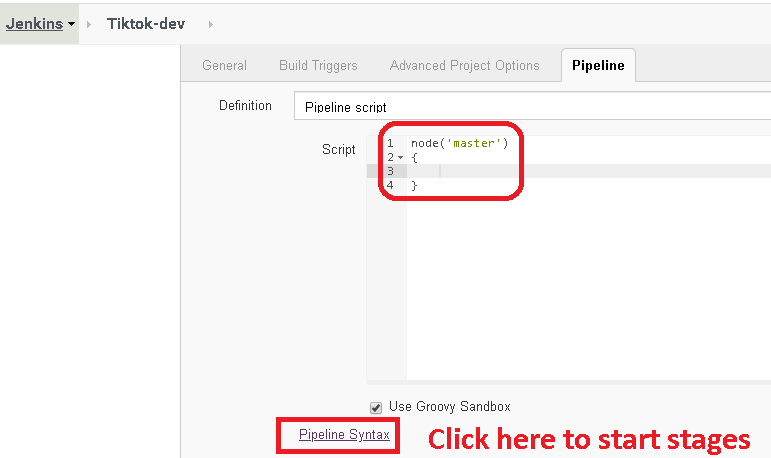 Jenkins Tiktok-dev
General Build Triggers Advanced Project Options Pipeline
Definition Pipeline script
Script
1 node('master')
2 {
3
4 }
Use Groovy Sandbox
Pipeline Syntax Click here to start stages